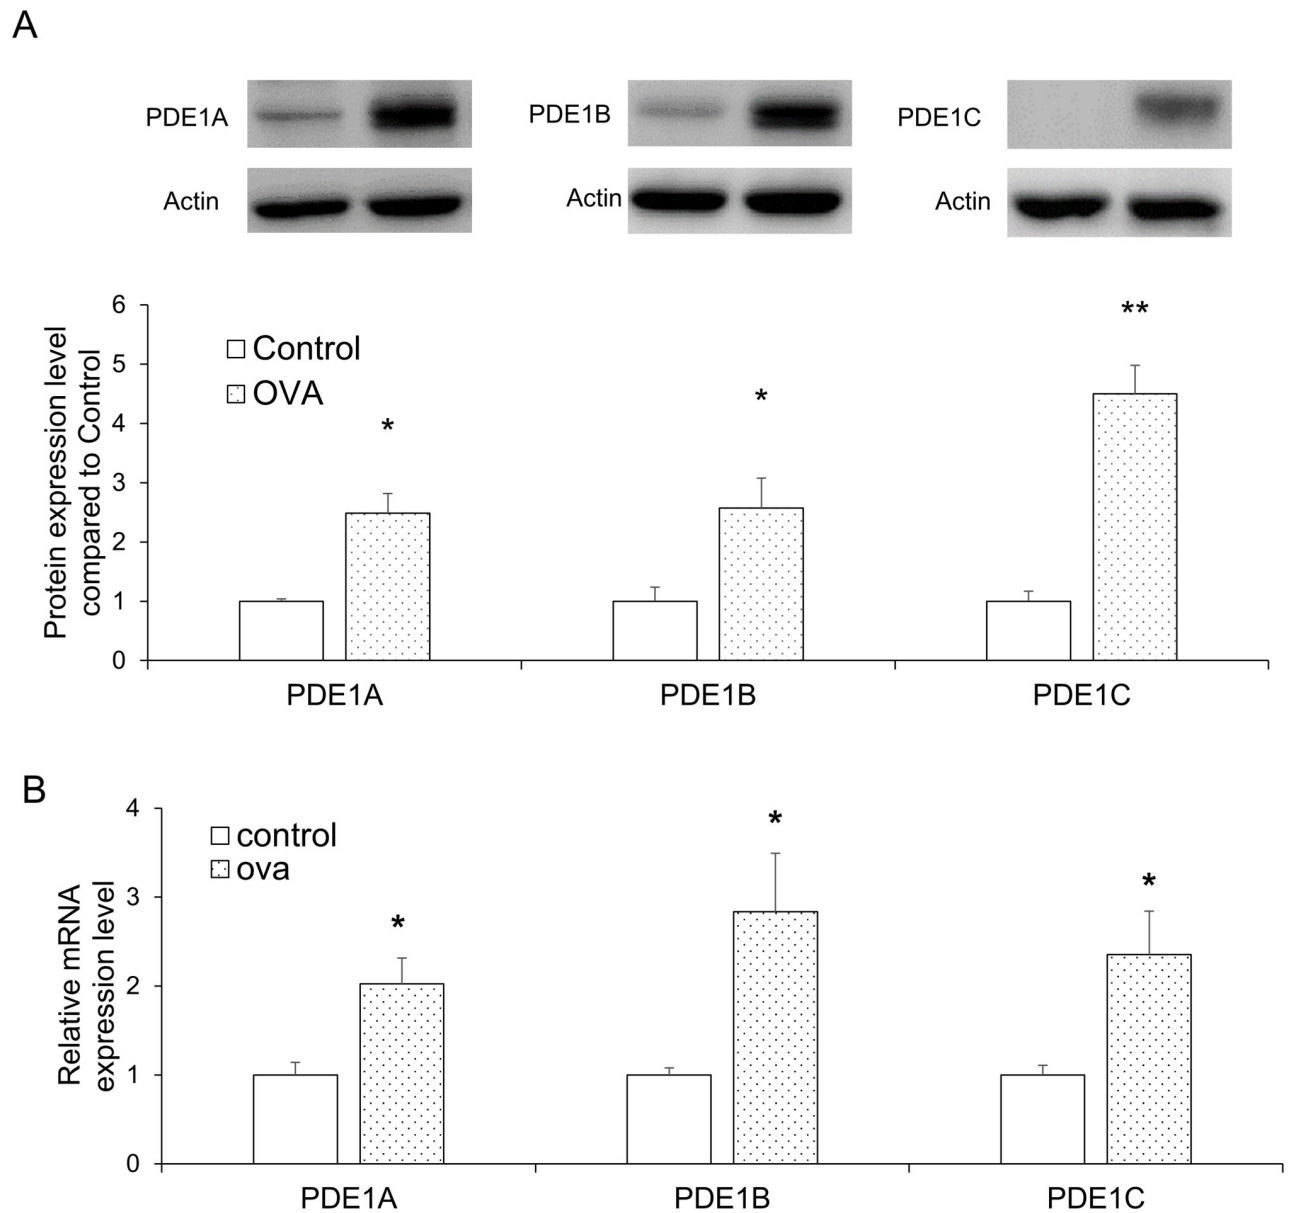 A
PDE1A
PDE1B
PDE1C
Actin
Actin
Actin
Protein expression level
compared to Control
6
5
4
3
2
1
0
Control
OVA
*
*
**
PDE1A
PDE1B
PDE1C
B
Relative mRNA
expression level
4
3
2
1
0
control
ova
*
*
*
PDE1A
PDE1B
PDE1C